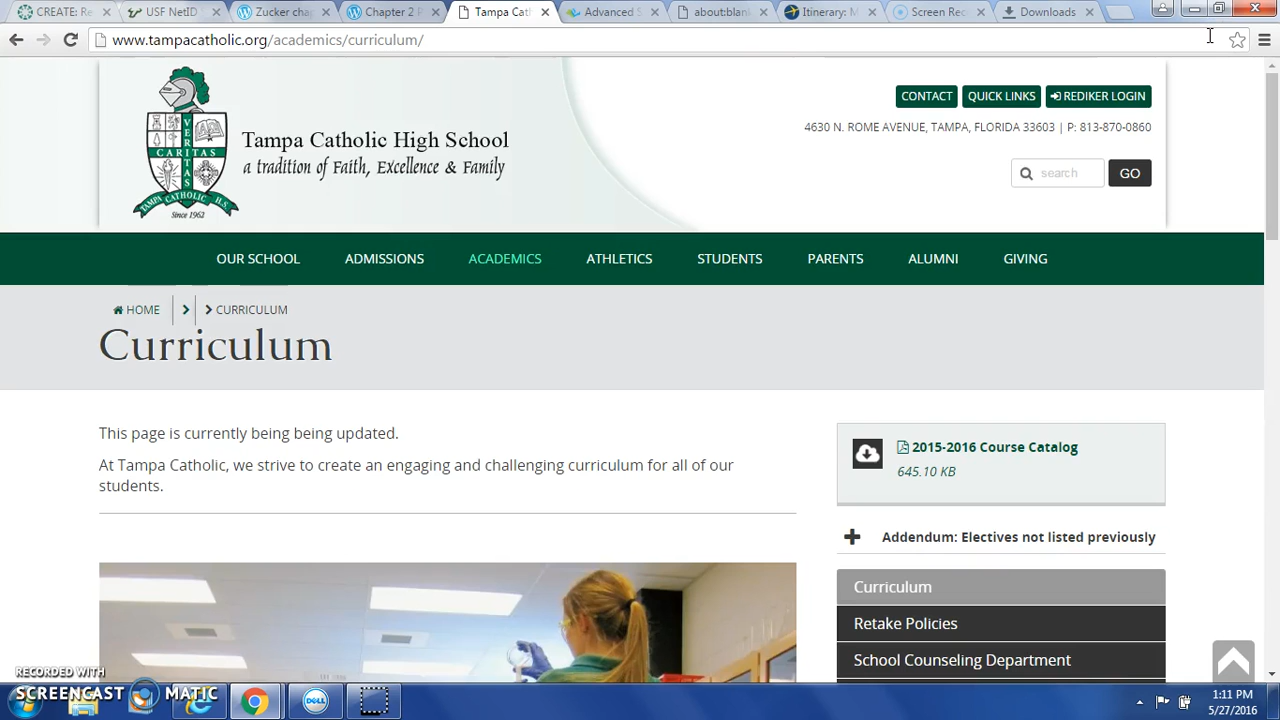 CREATE: Re
USF NetID
Zucker cha
Chapter 2 P
Tampa Cat
Advanced S
about:blan
Itinerary: M
Screen Rec
Downloads
www.tampacatholic.org/academics/curriculum/
VERITAS
CARITAS
TAMPA CATHOLIC H.S.
Since 1962
Tampa Catholic High School
a tradition of Faith, Excellence & Family
CONTACT
QUICK LINKS
REDIKER LOGIN
4630 N. ROME AVENUE, TAMPA, FLORIDA 33603 | P: 813-870-0860
search
GO
OUR SCHOOL
ADMISSIONS
ACADEMICS
ATHLETICS
STUDENTS
PARENTS
ALUMNI
GIVING
HOME
CURRICULUM
Curriculum
This page is currently being being updated.
At Tampa Catholic, we strive to create an engaging and challenging curriculum for all of our
students.
2015-2016 Course Catalog
645.10 KB
Addendum: Electives not listed previously
Curriculum
Retake Policies
School Counseling Department
RECORDED WITH
SCREENCAST MATIC
DELL
1:11 PM
5/27/2016